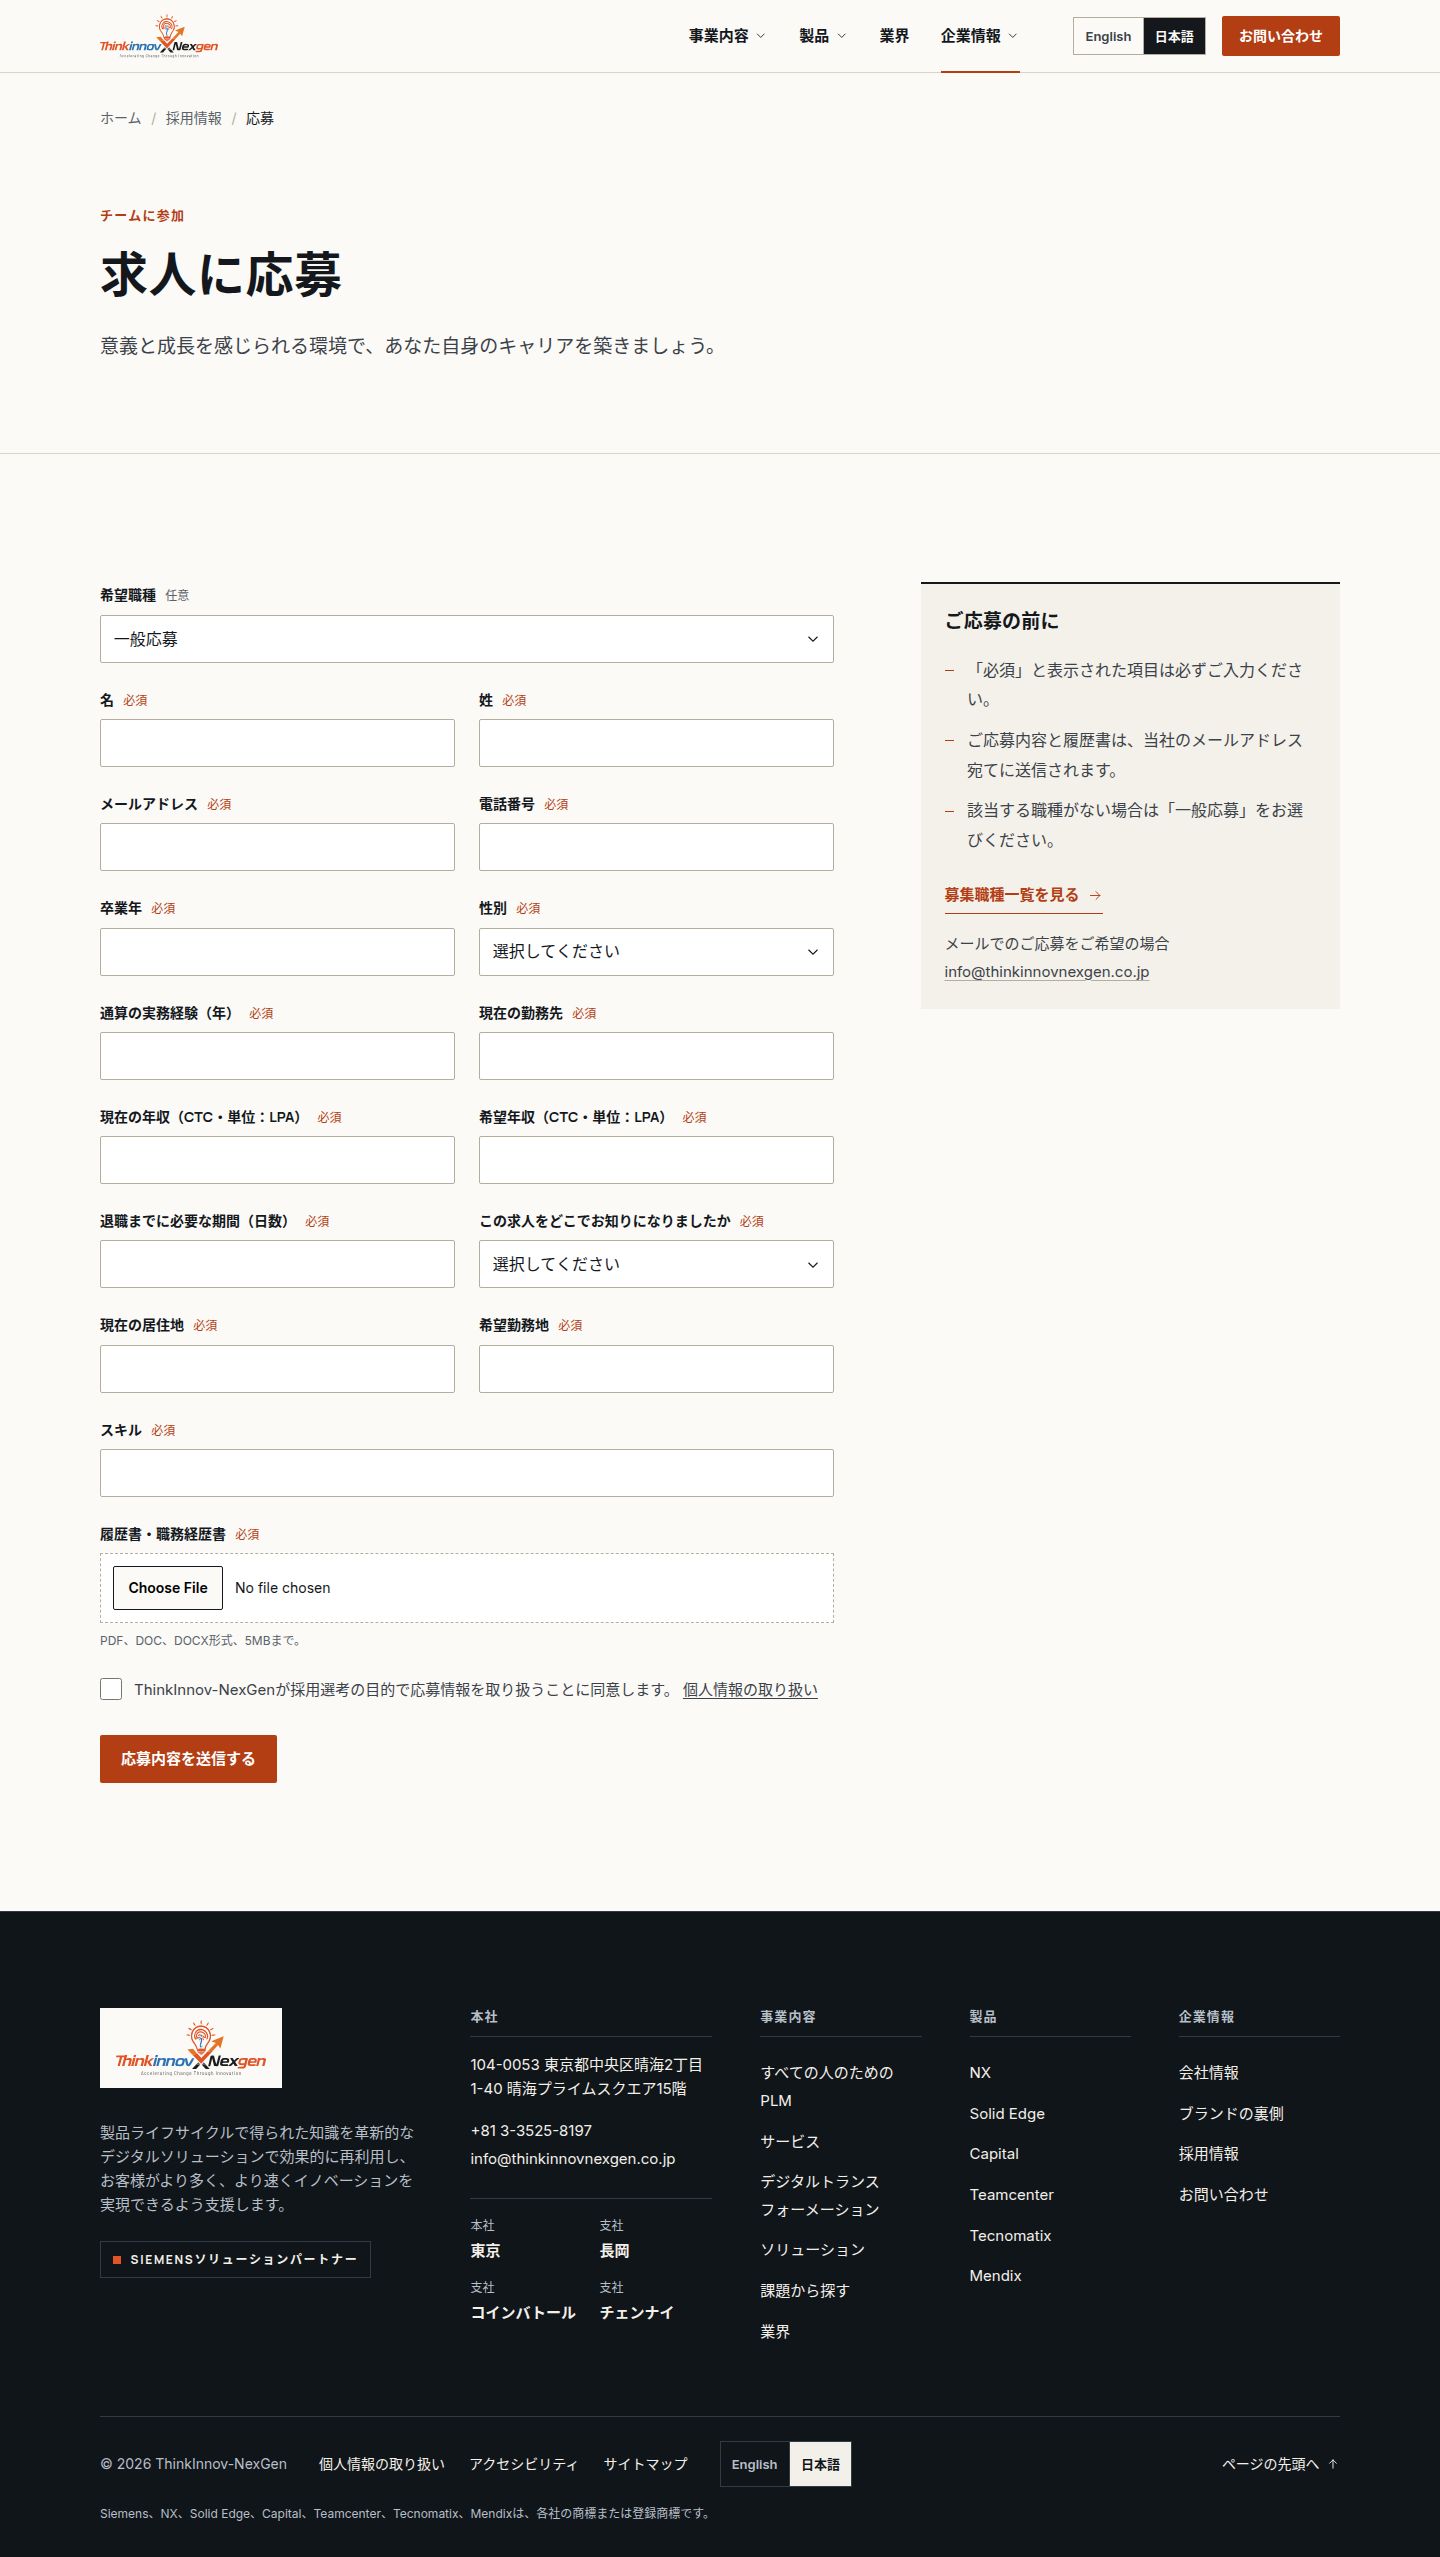 ThinkinnovXNexgen
Accelerating Change Through Innovation
事業内容
製品
業界
企業情報
English
日本語
お問い合わせ
ホーム / 採用情報 / 応募
チームに参加
求人に応募
意義と成長を感じられる環境で、あなた自身のキャリアを築きましょう。
希望職種 任意
一般応募
名 必須
姓 必須
メールアドレス 必須
電話番号 必須
卒業年 必須
性別 必須
選択してください
通算の実務経験（年） 必須
現在の勤務先 必須
現在の年収（CTC・単位：LPA） 必須
希望年収（CTC・単位：LPA） 必須
退職までに必要な期間（日数） 必須
この求人をどこでお知りになりましたか 必須
選択してください
現在の居住地 必須
希望勤務地 必須
スキル 必須
履歴書・職務経歴書 必須
Choose File No file chosen
PDF、DOC、DOCX形式、5MBまで。
ThinkInnov-NexGenが採用選考の目的で応募情報を取り扱うことに同意します。 個人情報の取り扱い
応募内容を送信する
ご応募の前に
「必須」と表示された項目は必ずご入力くださ
い。
ご応募内容と履歴書は、当社のメールアドレス
宛てに送信されます。
該当する職種がない場合は「一般応募」をお選
びください。
募集職種一覧を見る →
メールでのご応募をご希望の場合
info@thinkinnovnexgen.co.jp
ThinkinnovXNexgen
Accelerating Change Through Innovation
製品ライフサイクルで得られた知識を革新的な
デジタルソリューションで効果的に再利用し、
お客様がより多く、より速くイノベーションを
実現できるよう支援します。
SIEMENSソリューションパートナー
本社
104-0053 東京都中央区晴海2丁目
1-40 晴海プライムスクエア15階
+81 3-3525-8197
info@thinkinnovnexgen.co.jp
本社
東京
支社
長岡
支社
コインバトール
支社
チェンナイ
事業内容
すべての人のための
PLM
サービス
デジタルトランス
フォーメーション
ソリューション
課題から探す
業界
製品
NX
Solid Edge
Capital
Teamcenter
Tecnomatix
Mendix
企業情報
会社情報
ブランドの裏側
採用情報
お問い合わせ
© 2026 ThinkInnov-NexGen
個人情報の取り扱い
アクセシビリティ
サイトマップ
English
日本語
ページの先頭へ ↑
Siemens、NX、Solid Edge、Capital、Teamcenter、Tecnomatix、Mendixは、各社の商標または登録商標です。